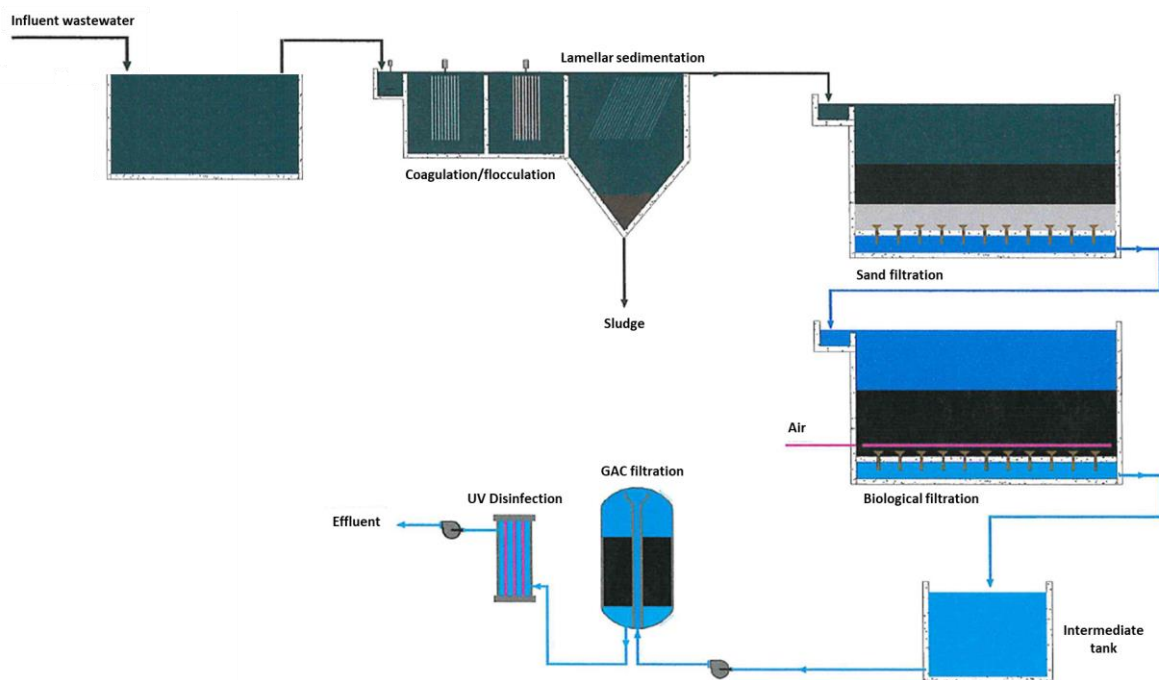 Influent wastewater
Lamellar sedimentation
Coagulation/flocculation
Sludge
Sand filtration
Air
Biological filtration
GAC filtration
UV Disinfection
Effluent
Intermediate
tank